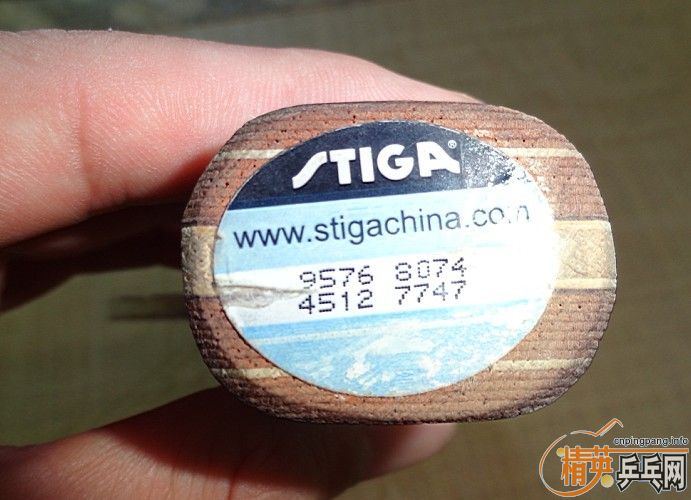 STIGA®
www.stigachina.com
9576 8074
4512 7747
cnpingpang.info
精英乒乓网